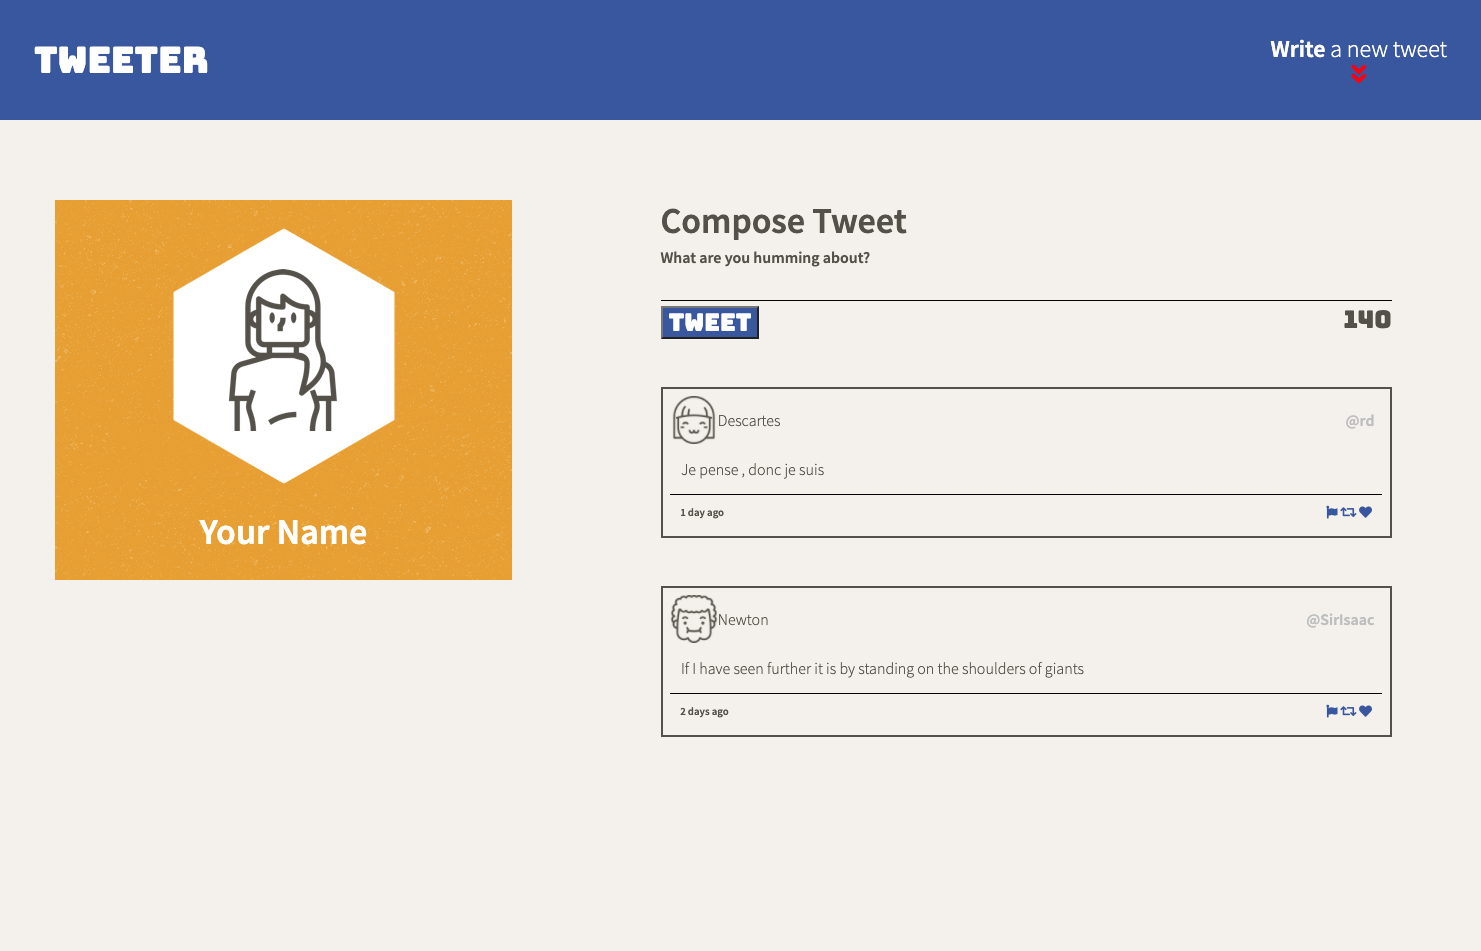 TWEETER
Write a new tweet
Your Name
Compose Tweet
What are you humming about?
TWEET
140
Descartes
@rd
Je pense , donc je suis
1 day ago
Newton
@SirIsaac
If I have seen further it is by standing on the shoulders of giants
2 days ago